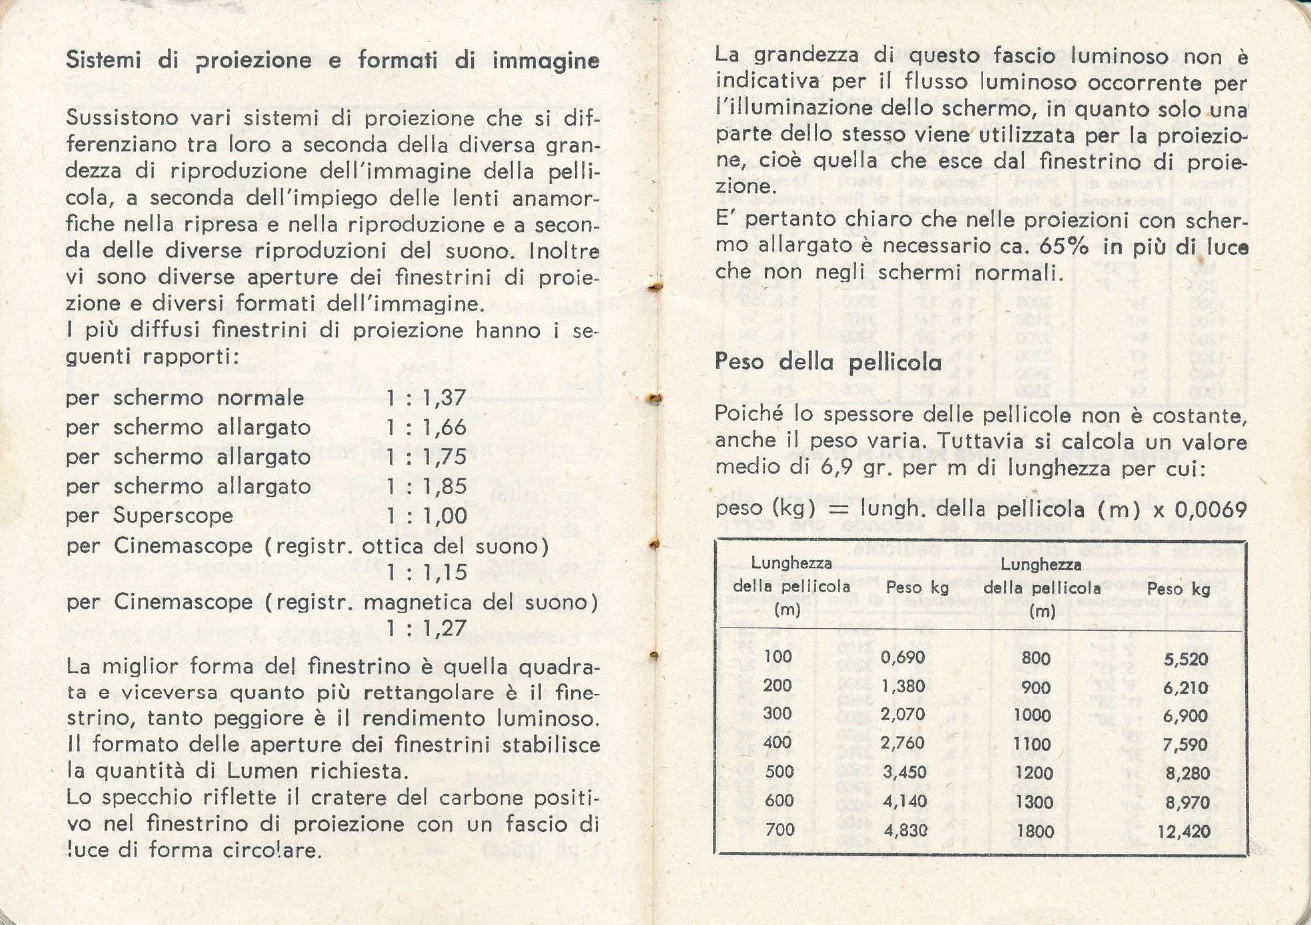 Sistemi di proiezione e formati di immagine
Sussistono vari sistemi di proiezione che si dif-
ferenziano tra loro a seconda della diversa gran-
dezza di riproduzione dell'immagine della pelli-
cola, a seconda dell'impiego delle lenti anamor-
fiche nella ripresa e nella riproduzione e a secon-
da delle diverse riproduzioni del suono. Inoltre
vi sono diverse aperture dei finestrini di proie-
zione e diversi formati dell'immagine.
I più diffusi finestrini di proiezione hanno i se-
guenti rapporti:
per schermo normale 1 : 1,37
per schermo allargato 1 : 1,66
per schermo allargato 1 : 1,75
per schermo allargato 1 : 1,85
per Superscope 1 : 1,00
per Cinemascope (registr. ottica del suono)
1 : 1,15
per Cinemascope (registr. magnetica del suono)
1 : 1,27
La miglior forma del finestrino è quella quadra-
ta e viceversa quanto più rettangolare è il fine-
strino, tanto peggiore è il rendimento luminoso.
Il formato delle aperture dei finestrini stabilisce
la quantità di Lumen richiesta.
Lo specchio riflette il cratere del carbone positi-
vo nel finestrino di proiezione con un fascio di
luce di forma circolare.
La grandezza di questo fascio luminoso non è
indicativa per il flusso luminoso occorrente per
l'illuminazione dello schermo, in quanto solo una
parte dello stesso viene utilizzata per la proiezio-
ne, cioè quella che esce dal finestrino di proie-
zione.
E' pertanto chiaro che nelle proiezioni con scher-
mo allargato è necessario ca. 65% in più di luce
che non negli schermi normali.
Peso della pellicola
Poiché lo spessore delle pellicole non è costante,
anche il peso varia. Tuttavia si calcola un valore
medio di 6,9 gr. per m di lunghezza per cui:
peso (kg) = lungh. della pellicola (m) x 0,0069
Lunghezza Lunghezza
della pellicola Peso kg della pellicola Peso kg
(m) (m)
100 0,690 800 5,520
200 1,380 900 6,210
300 2,070 1000 6,900
400 2,760 1100 7,590
500 3,450 1200 8,280
600 4,140 1300 8,970
700 4,830 1800 12,420